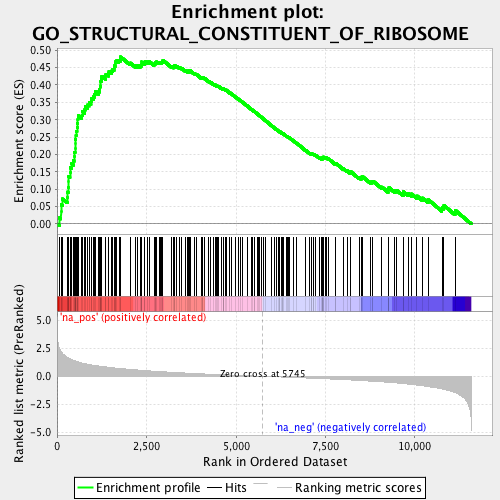 Enrichment plot:
GO_STRUCTURAL_CONSTITUENT_OF_RIBOSOME
Enrichment score (ES)
0.50
0.45
0.40
0.35
0.30
0.25
0.20
0.15
0.10
0.05
0.00
Ranked list metric (PreRanked)
5.0
2.5
0.0
-2.5
-5.0
'na_pos' (positively correlated)
Zero cross at 5745
'na_neg' (negatively correlated)
0
2,500
5,000
7,500
10,000
Rank in Ordered Dataset
Enrichment profile
Hits
Ranking metric scores